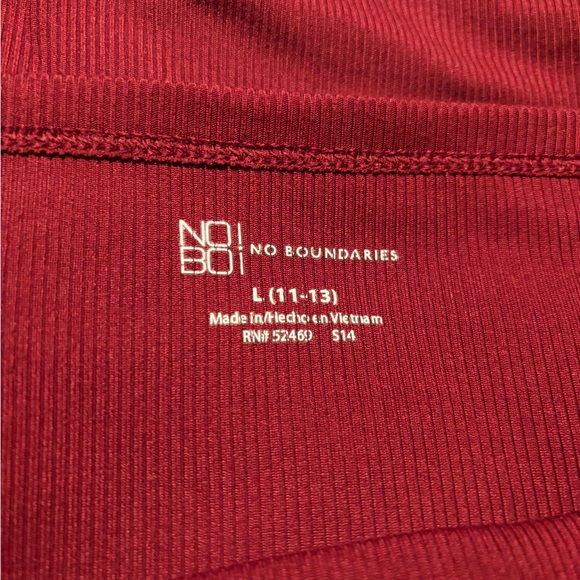 NO!
BO!
NO BOUNDARIES
L (11-13)
Made In/Hecho en Vietnam
RN# 52469 S14